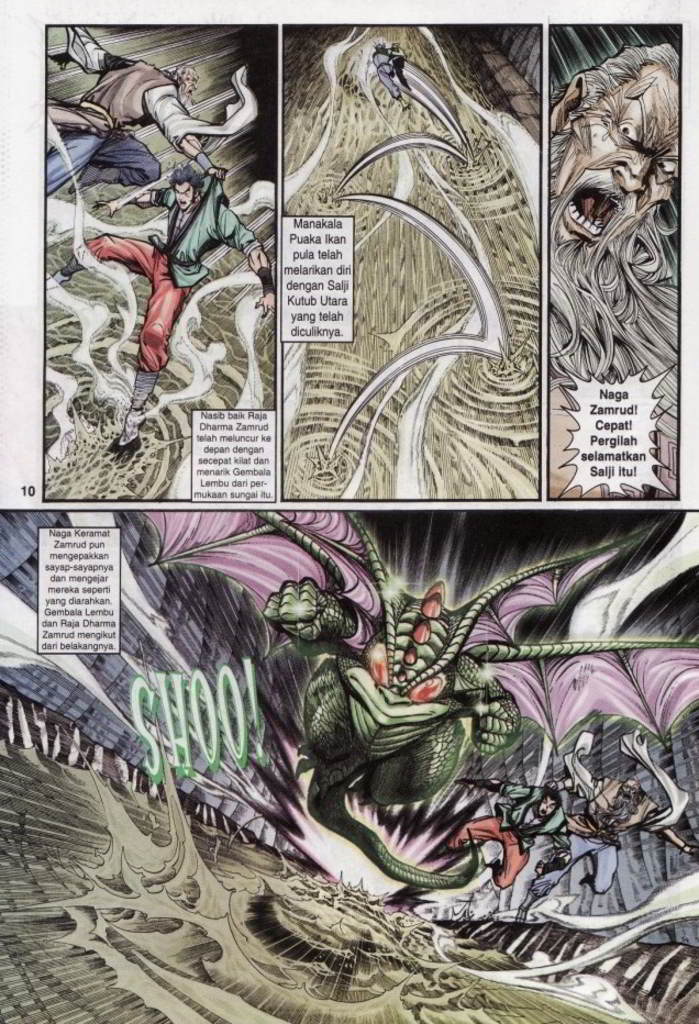 Nasib baik Raja
Dharma Zamrud
telah meluncur ke
depan dengan
secepat kilat dan
menarik Gembala
Lembu dari per-
mukaan sungai itu.
Manakala
Puaka Ikan
pula telah
melarikan diri
dengan Salji
Kutub Utara
yang telah
diculiknya.
Naga
Zamrud!
Cepat!
Pergilah
selamatkan
Salji itu!
10
Naga Keramat
Zamrud pun
mengepakkan
sayap-sayapnya
dan mengejar
mereka seperti
yang diarahkan.
Gembala Lembu
dan Raja Dharma
Zamrud mengikut
dari belakangnya.
SHOO!